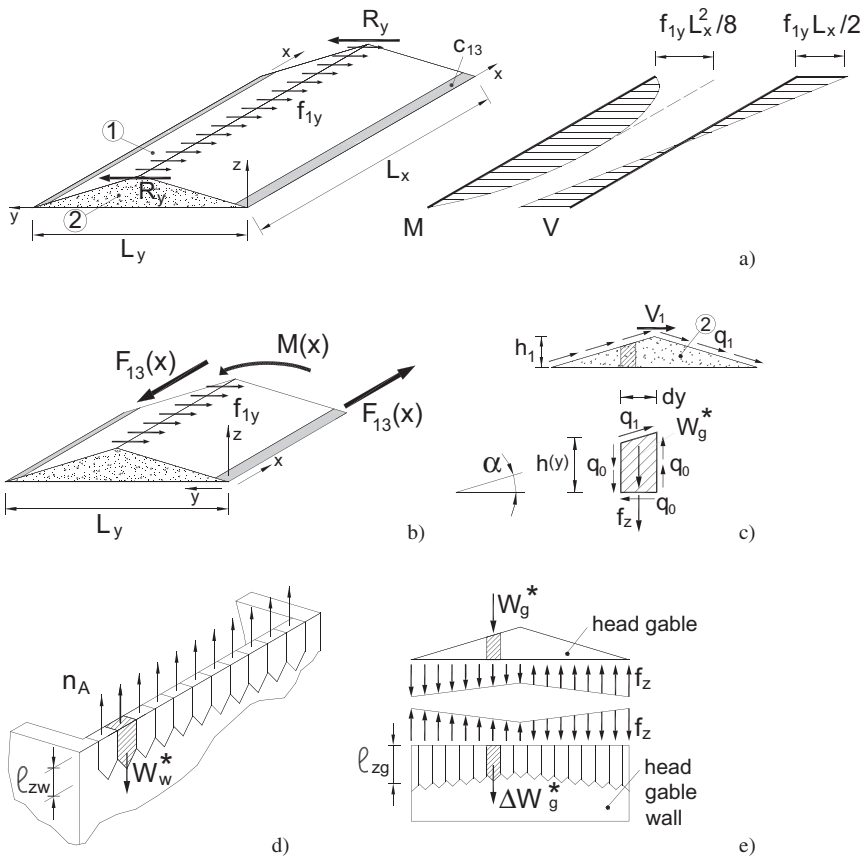 R_y
x
c_13
x
f_1y
1
z
R_y
2
y
L_x
L_y
f_1y L_x^2/8
f_1y L_x/2
M
V
a)
F_13(x)
M(x)
f_1y
F_13(x)
z
x
y
L_y
b)
V_1
2
h_1
q_1
dy
q_1
W_g*
α
h(y)
q_0
q_0
f_z
q_0
c)
n_A
W_w*
ℓ_zw
d)
W_g*
head gable
f_z
f_z
ℓ_zg
ΔW_g*
head
gable
wall
e)